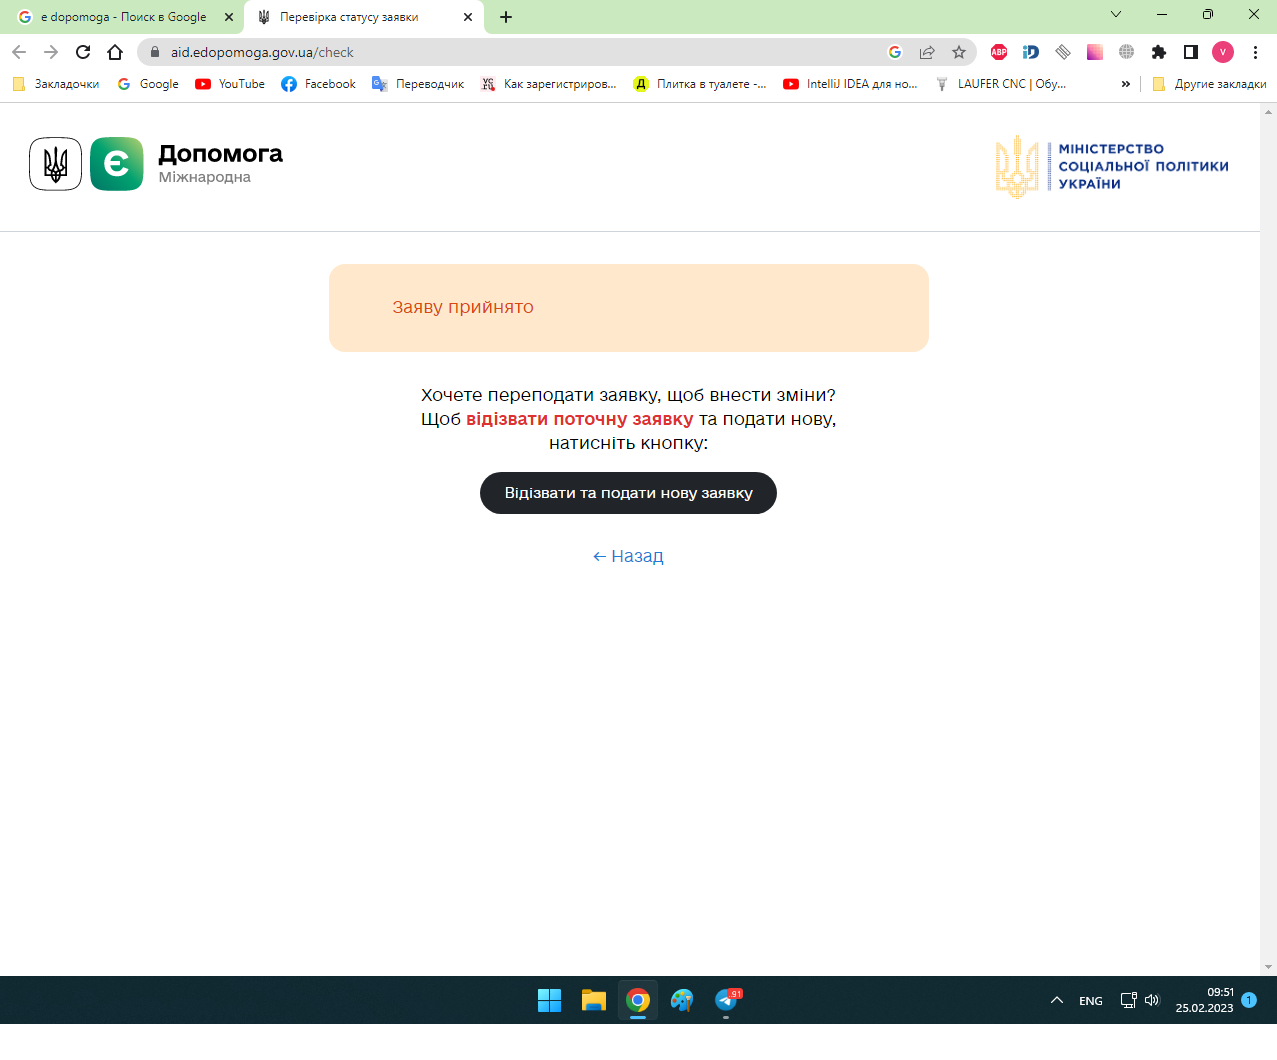 e dopomoga - Поиск в Google
Перевірка статусу заявки
aid.edopomoga.gov.ua/check
ABP
V
Закладочки
Google
YouTube
Facebook
Переводчик
Как зарегистриров...
Плитка в туалете -...
IntelliJ IDEA для но...
LAUFER CNC | Обу...
»
Другие закладки
Є
Допомога
Міжнародна
МІНІСТЕРСТВО
СОЦІАЛЬНОЇ ПОЛІТИКИ
УКРАЇНИ
Заяву прийнято
Хочете переподати заявку, щоб внести зміни?
Щоб відізвати поточну заявку та подати нову,
натисніть кнопку:
Відізвати та подати нову заявку
← Назад
91
ENG
09:51
25.02.2023
1